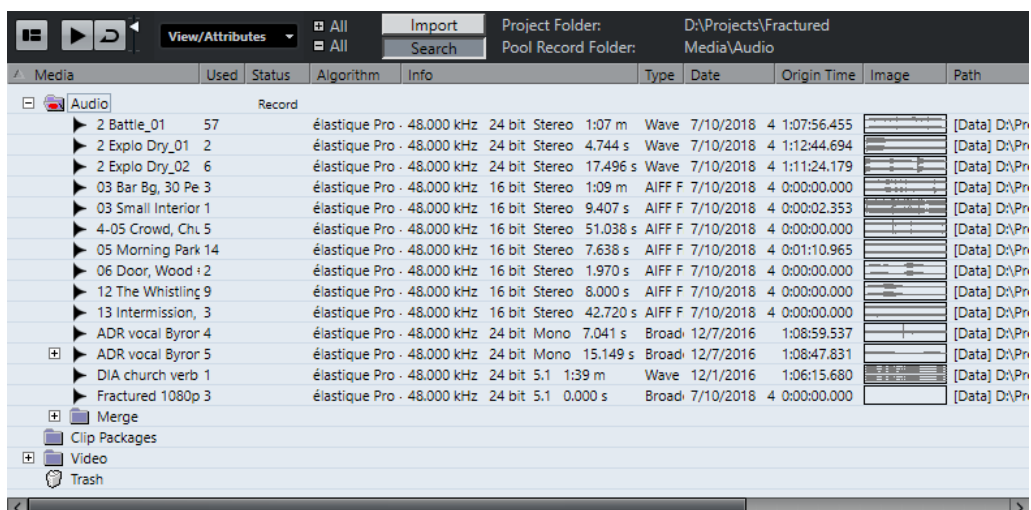 View/Attributes All Import Project Folder: D:\Projects\Fractured
All Search Pool Record Folder: Media\Audio
Media Used Status Algorithm Info Type Date Origin Time Image Path
Audio Record
2 Battle_01 57 élastique Pro - 48.000 kHz 24 bit Stereo 1:07 m Wave 7/10/2018 4 1:07:56.455 [Data] D:\Pr
2 Explo Dry_01 2 élastique Pro - 48.000 kHz 24 bit Stereo 4.744 s Wave 7/10/2018 4 1:12:44.694 [Data] D:\Pr
2 Explo Dry_02 6 élastique Pro - 48.000 kHz 24 bit Stereo 17.496 s Wave 7/10/2018 4 1:11:24.179 [Data] D:\Pr
03 Bar Bg, 30 Pe 3 élastique Pro - 48.000 kHz 16 bit Stereo 1:09 m AIFF F 7/10/2018 4 0:00:00.000 [Data] D:\Pr
03 Small Interior 1 élastique Pro - 48.000 kHz 16 bit Stereo 9.407 s AIFF F 7/10/2018 4 0:00:02.353 [Data] D:\Pr
4-05 Crowd, Chu 5 élastique Pro - 48.000 kHz 16 bit Stereo 51.038 s AIFF F 7/10/2018 4 0:00:00.000 [Data] D:\Pr
05 Morning Park 14 élastique Pro - 48.000 kHz 16 bit Stereo 7.638 s AIFF F 7/10/2018 4 0:01:10.965 [Data] D:\Pr
06 Door, Wood 2 élastique Pro - 48.000 kHz 16 bit Stereo 1.970 s AIFF F 7/10/2018 4 0:00:00.000 [Data] D:\Pr
12 The Whistling 9 élastique Pro - 48.000 kHz 16 bit Stereo 8.000 s AIFF F 7/10/2018 4 0:00:00.000 [Data] D:\Pr
13 Intermission, 3 élastique Pro - 48.000 kHz 16 bit Stereo 42.720 s AIFF F 7/10/2018 4 0:00:00.000 [Data] D:\Pr
ADR vocal Byror 4 élastique Pro - 48.000 kHz 24 bit Mono 7.041 s Broad 12/7/2016 1:08:59.537 [Data] D:\Pr
ADR vocal Byror 5 élastique Pro - 48.000 kHz 24 bit Mono 15.149 s Broad 12/7/2016 1:08:47.831 [Data] D:\Pr
DIA church verb 1 élastique Pro - 48.000 kHz 24 bit 5.1 1:39 m Wave 12/1/2016 1:06:15.680 [Data] D:\Pr
Fractured 1080p 3 élastique Pro - 48.000 kHz 24 bit 5.1 0.000 s Broad 7/10/2018 4 0:00:00.000 [Data] D:\Pr
Merge
Clip Packages
Video
Trash